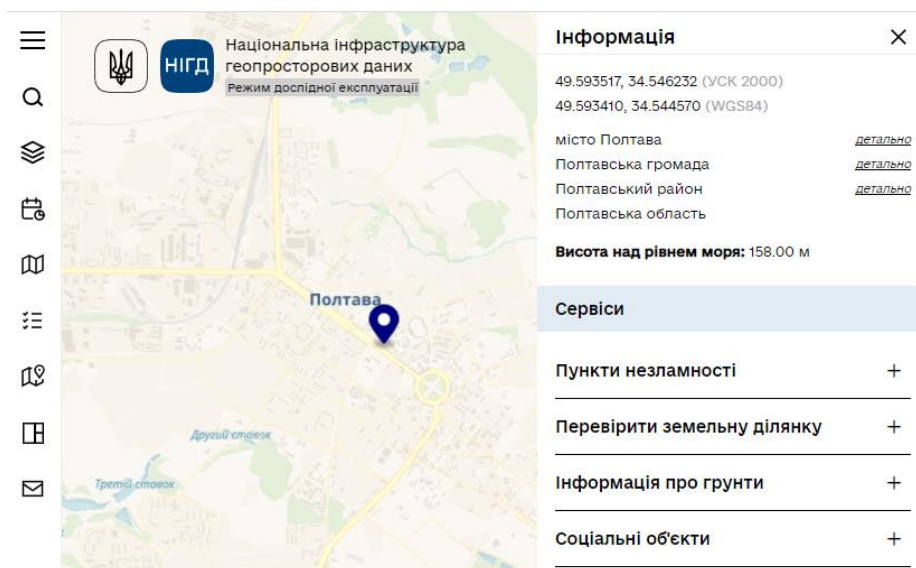 НІГД
Національна інфраструктура
геопросторових даних
Режим дослідної експлуатації
Полтава
Другий ставок
Третій ставок
Інформація
49.593517, 34.546232 (УСК 2000)
49.593410, 34.544570 (WGS84)
місто Полтава детально
Полтавська громада детально
Полтавський район детально
Полтавська область
Висота над рівнем моря: 158.00 м
Сервіси
Пункти незламності
Перевірити земельну ділянку
Інформація про грунти
Соціальні об'єкти